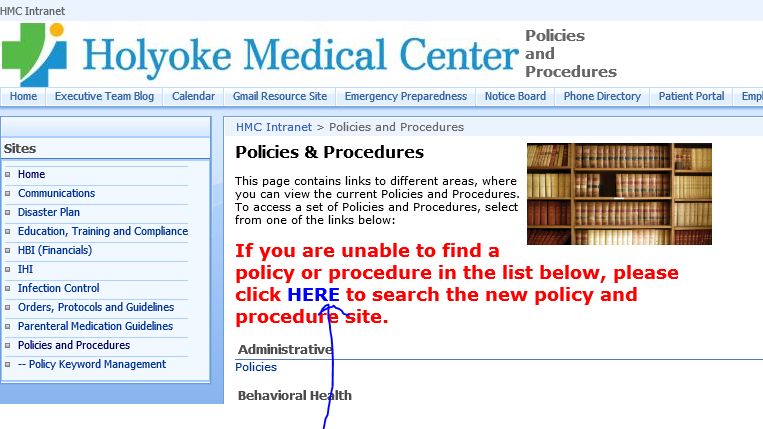 HMC Intranet
Holyoke Medical Center
Policies
and
Procedures
Home Executive Team Blog Calendar Gmail Resource Site Emergency Preparedness Notice Board Phone Directory Patient Portal
Sites
Home
Communications
Disaster Plan
Education, Training and Compliance
HBI (Financials)
IHI
Infection Control
Orders, Protocols and Guidelines
Parenteral Medication Guidelines
Policies and Procedures
-- Policy Keyword Management
HMC Intranet > Policies and Procedures
Policies & Procedures
This page contains links to different areas, where
you can view the current Policies and Procedures.
To access a set of Policies and Procedures, select
from one of the links below:
If you are unable to find a
policy or procedure in the list below, please
click HERE to search the new policy and
procedure site.
Administrative
Policies
Behavioral Health